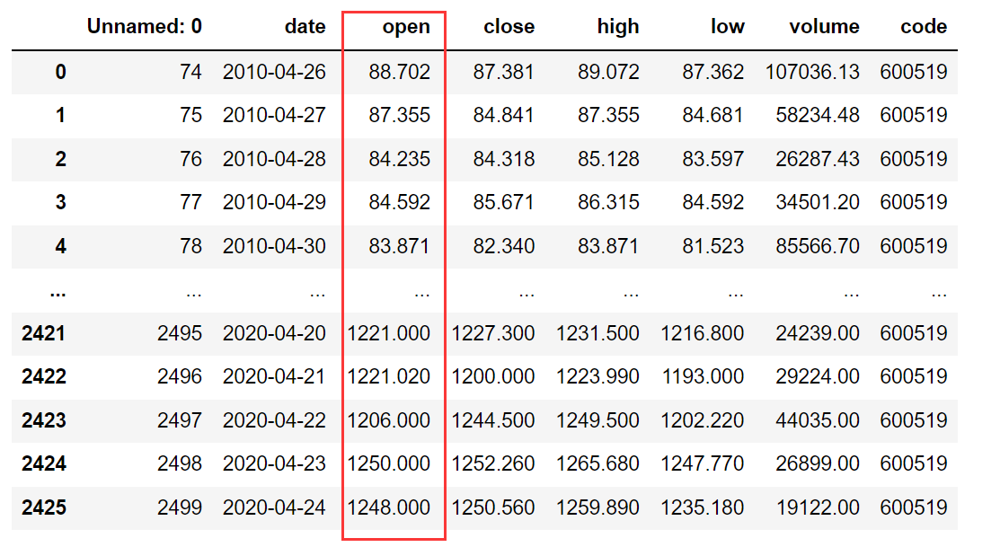 Unnamed: 0 date open close high low volume code
0 74 2010-04-26 88.702 87.381 89.072 87.362 107036.13 600519
1 75 2010-04-27 87.355 84.841 87.355 84.681 58234.48 600519
2 76 2010-04-28 84.235 84.318 85.128 83.597 26287.43 600519
3 77 2010-04-29 84.592 85.671 86.315 84.592 34501.20 600519
4 78 2010-04-30 83.871 82.340 83.871 81.523 85566.70 600519
... ... ... ... ... ... ... ... ...
2421 2495 2020-04-20 1221.000 1227.300 1231.500 1216.800 24239.00 600519
2422 2496 2020-04-21 1221.020 1200.000 1223.990 1193.000 29224.00 600519
2423 2497 2020-04-22 1206.000 1244.500 1249.500 1202.220 44035.00 600519
2424 2498 2020-04-23 1250.000 1252.260 1265.680 1247.770 26899.00 600519
2425 2499 2020-04-24 1248.000 1250.560 1259.890 1235.180 19122.00 600519